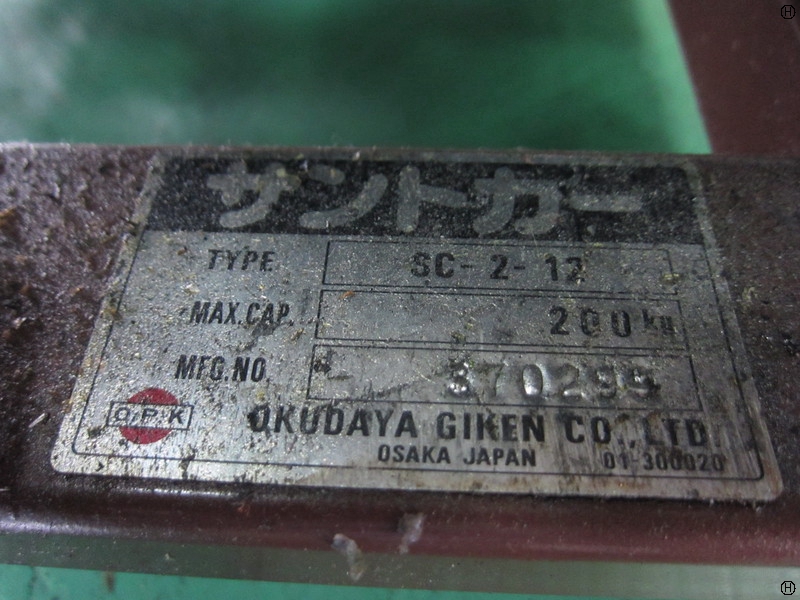 サントカー
TYPE SC-2-12
MAX.CAP. 200kg
MFG.NO. 370295
O.P.K
OKUDAYA GIKEN CO.,LTD.
OSAKA JAPAN 01-300020
H
H